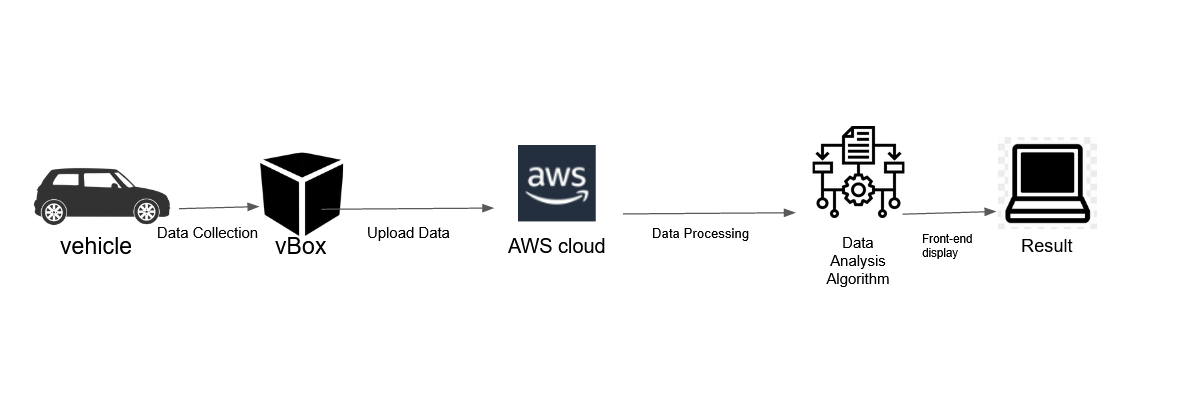 aws
vehicle
Data Collection
vBox
Upload Data
AWS cloud
Data Processing
Data
Analysis
Algorithm
Front-end
display
Result